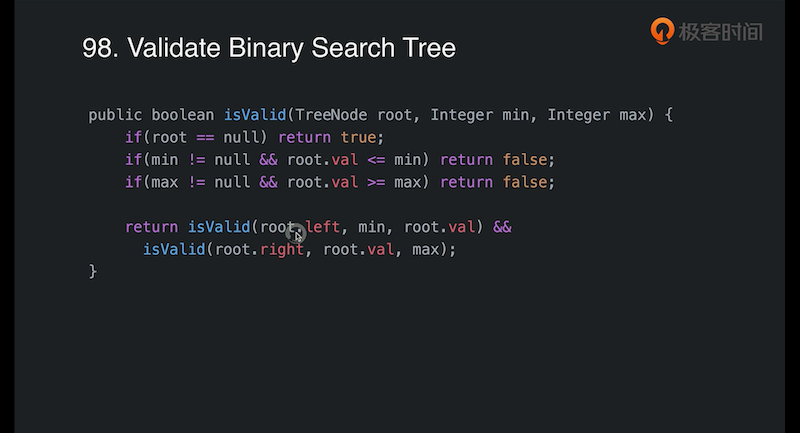 极客时间
98. Validate Binary Search Tree
public boolean isValid(TreeNode root, Integer min, Integer max) {
    if(root == null) return true;
    if(min != null && root.val <= min) return false;
    if(max != null && root.val >= max) return false;
    return isValid(root.left, min, root.val) &&
      isValid(root.right, root.val, max);
}